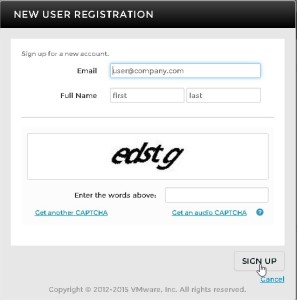 NEW USER REGISTRATION
Sign up for a new account.
Email user@company.com
Full Name first last
edstg
Enter the words above:
Get another CAPTCHA Get an audio CAPTCHA ?
SIGN UP
Cancel
Copyright © 2012-2015 VMware, Inc. All rights reserved.